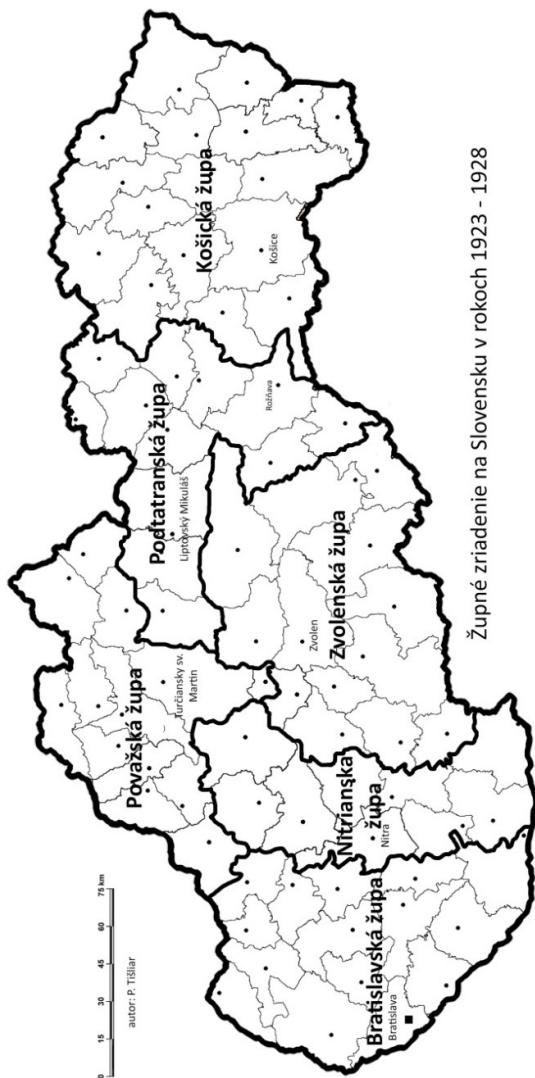 0 15 30 45 60 75 km
autor: P. Tišliar
Považská župa
Turčiansky sv.
Martin
Podtatranská župa
Liptovský Mikuláš
Rožňava
Košická župa
Košice
Bratislavská župa
Bratislava
Nitrianska
župa
Nitra
Zvolenská župa
Zvolen
Župné zriadenie na Slovensku v rokoch 1923 - 1928